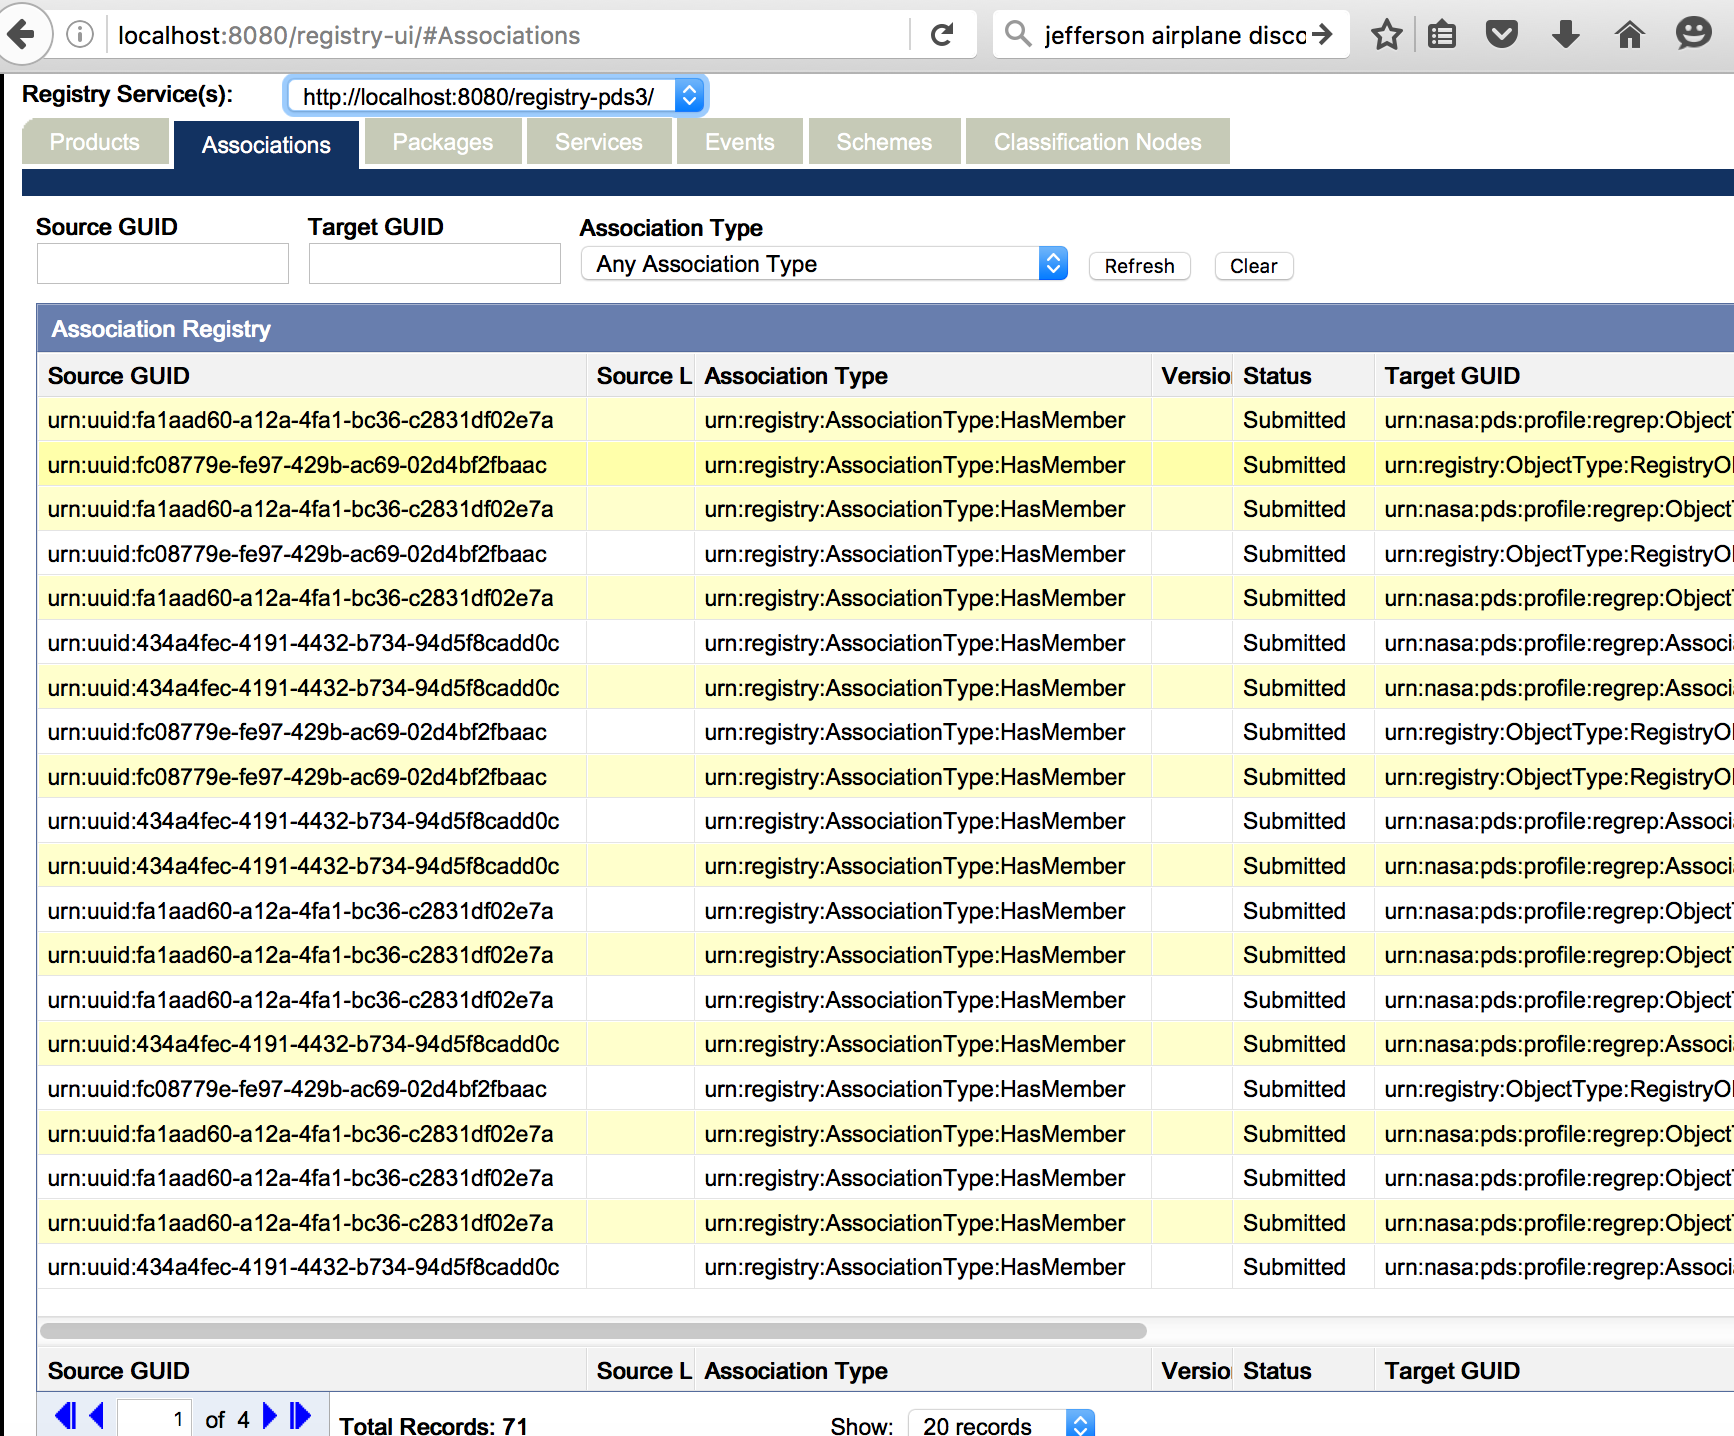 localhost:8080/registry-ui/#Associations jefferson airplane disco
Registry Service(s): http://localhost:8080/registry-pds3/
Products Associations Packages Services Events Schemes Classification Nodes
Source GUID Target GUID Association Type
Any Association Type Refresh Clear
Association Registry
Source GUID Source L Association Type Versio Status Target GUID
urn:uuid:fa1aad60-a12a-4fa1-bc36-c2831df02e7a urn:registry:AssociationType:HasMember Submitted urn:nasa:pds:profile:regrep:ObjectT
urn:uuid:fc08779e-fe97-429b-ac69-02d4bf2fbaac urn:registry:AssociationType:HasMember Submitted urn:registry:ObjectType:RegistryOb
urn:uuid:fa1aad60-a12a-4fa1-bc36-c2831df02e7a urn:registry:AssociationType:HasMember Submitted urn:nasa:pds:profile:regrep:ObjectT
urn:uuid:fc08779e-fe97-429b-ac69-02d4bf2fbaac urn:registry:AssociationType:HasMember Submitted urn:registry:ObjectType:RegistryOb
urn:uuid:fa1aad60-a12a-4fa1-bc36-c2831df02e7a urn:registry:AssociationType:HasMember Submitted urn:nasa:pds:profile:regrep:ObjectT
urn:uuid:434a4fec-4191-4432-b734-94d5f8cadd0c urn:registry:AssociationType:HasMember Submitted urn:nasa:pds:profile:regrep:Associa
urn:uuid:434a4fec-4191-4432-b734-94d5f8cadd0c urn:registry:AssociationType:HasMember Submitted urn:nasa:pds:profile:regrep:Associa
urn:uuid:fc08779e-fe97-429b-ac69-02d4bf2fbaac urn:registry:AssociationType:HasMember Submitted urn:registry:ObjectType:RegistryOb
urn:uuid:fc08779e-fe97-429b-ac69-02d4bf2fbaac urn:registry:AssociationType:HasMember Submitted urn:registry:ObjectType:RegistryOb
urn:uuid:434a4fec-4191-4432-b734-94d5f8cadd0c urn:registry:AssociationType:HasMember Submitted urn:nasa:pds:profile:regrep:Associa
urn:uuid:434a4fec-4191-4432-b734-94d5f8cadd0c urn:registry:AssociationType:HasMember Submitted urn:nasa:pds:profile:regrep:Associa
urn:uuid:fa1aad60-a12a-4fa1-bc36-c2831df02e7a urn:registry:AssociationType:HasMember Submitted urn:nasa:pds:profile:regrep:ObjectT
urn:uuid:fa1aad60-a12a-4fa1-bc36-c2831df02e7a urn:registry:AssociationType:HasMember Submitted urn:nasa:pds:profile:regrep:ObjectT
urn:uuid:fa1aad60-a12a-4fa1-bc36-c2831df02e7a urn:registry:AssociationType:HasMember Submitted urn:nasa:pds:profile:regrep:ObjectT
urn:uuid:434a4fec-4191-4432-b734-94d5f8cadd0c urn:registry:AssociationType:HasMember Submitted urn:nasa:pds:profile:regrep:Associa
urn:uuid:fc08779e-fe97-429b-ac69-02d4bf2fbaac urn:registry:AssociationType:HasMember Submitted urn:registry:ObjectType:RegistryOb
urn:uuid:fa1aad60-a12a-4fa1-bc36-c2831df02e7a urn:registry:AssociationType:HasMember Submitted urn:nasa:pds:profile:regrep:ObjectT
urn:uuid:fa1aad60-a12a-4fa1-bc36-c2831df02e7a urn:registry:AssociationType:HasMember Submitted urn:nasa:pds:profile:regrep:ObjectT
urn:uuid:fa1aad60-a12a-4fa1-bc36-c2831df02e7a urn:registry:AssociationType:HasMember Submitted urn:nasa:pds:profile:regrep:ObjectT
urn:uuid:434a4fec-4191-4432-b734-94d5f8cadd0c urn:registry:AssociationType:HasMember Submitted urn:nasa:pds:profile:regrep:Associa
Source GUID Source L Association Type Versio Status Target GUID
1 of 4 Total Records: 71 Show: 20 records